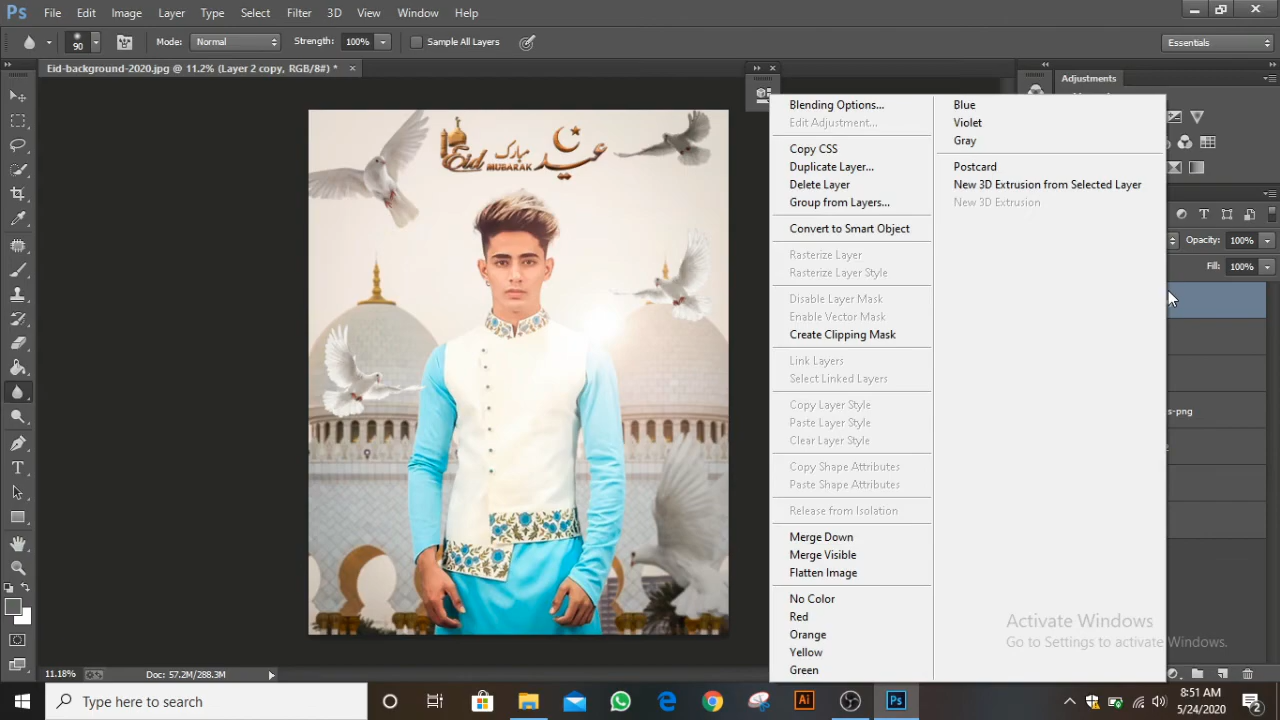 Ps File Edit Image Layer Type Select Filter 3D View Window Help
90 Mode: Normal Strength: 100% Sample All Layers Essentials
Eid-background-2020.jpg @ 11.2% (Layer 2 copy, RGB/8#) * ×
Adjustments
Opacity: 100%
Fill: 100%
s-png
Eid MUBARAK عيد مبارك
Blending Options...
Edit Adjustment...
Copy CSS
Duplicate Layer...
Delete Layer
Group from Layers...
Convert to Smart Object
Rasterize Layer
Rasterize Layer Style
Disable Layer Mask
Enable Vector Mask
Create Clipping Mask
Link Layers
Select Linked Layers
Copy Layer Style
Paste Layer Style
Clear Layer Style
Copy Shape Attributes
Paste Shape Attributes
Release from Isolation
Merge Down
Merge Visible
Flatten Image
No Color
Red
Orange
Yellow
Green
Blue
Violet
Gray
Postcard
New 3D Extrusion from Selected Layer
New 3D Extrusion
Activate Windows
Go to Settings to activate Windows.
11.18% Doc: 57.2M/288.3M
Type here to search
Ai Ps
8:51 AM
5/24/2020
2